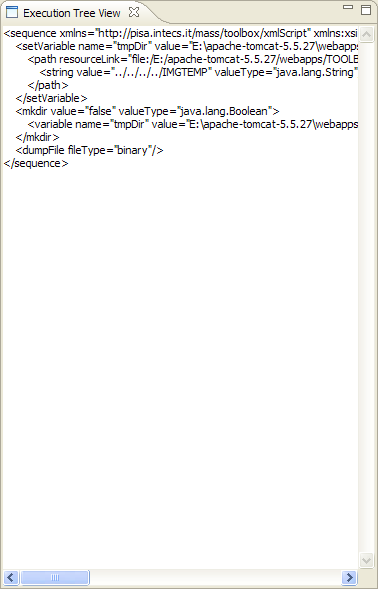 Execution Tree View
<sequence xmlns="http://pisa.intecs.it/mass/toolbox/xmlScript" xmlns:xsi
<setVariable name="tmpDir" value="E:\apache-tomcat-5.5.27\webapps
<path resourceLink="file:/E:/apache-tomcat-5.5.27/webapps/TOOLB
<string value="../../../../IMGTEMP" valueType="java.lang.String"
</path>
</setVariable>
<mkdir value="false" valueType="java.lang.Boolean">
<variable name="tmpDir" value="E:\apache-tomcat-5.5.27\webapps
</mkdir>
<dumpFile fileType="binary"/>
</sequence>